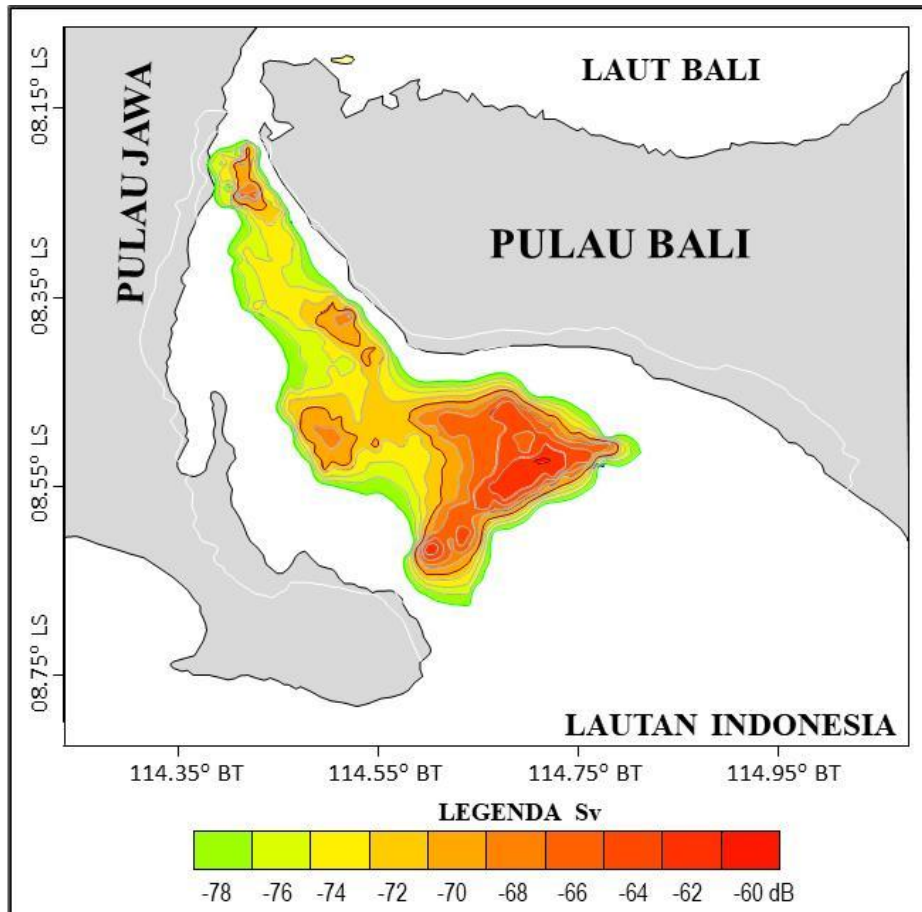 LAUT BALI
PULAU JAWA
PULAU BALI
08.15° LS
08.35° LS
08.55° LS
08.75° LS
LAUTAN INDONESIA
114.35° BT 114.55° BT 114.75° BT 114.95° BT
LEGENDA Sv
-78 -76 -74 -72 -70 -68 -66 -64 -62 -60 dB